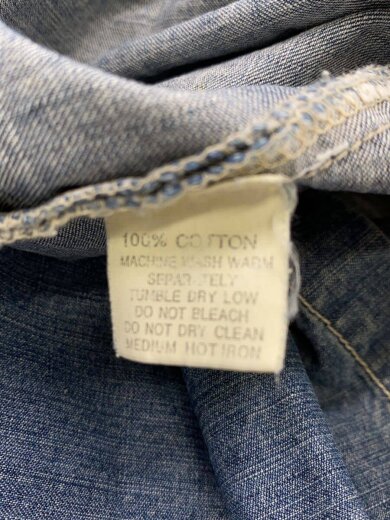 100% COTTON
MACHINE WASH WARM
SEPARATELY
TUMBLE DRY LOW
DO NOT BLEACH
DO NOT DRY CLEAN
MEDIUM HOT IRON